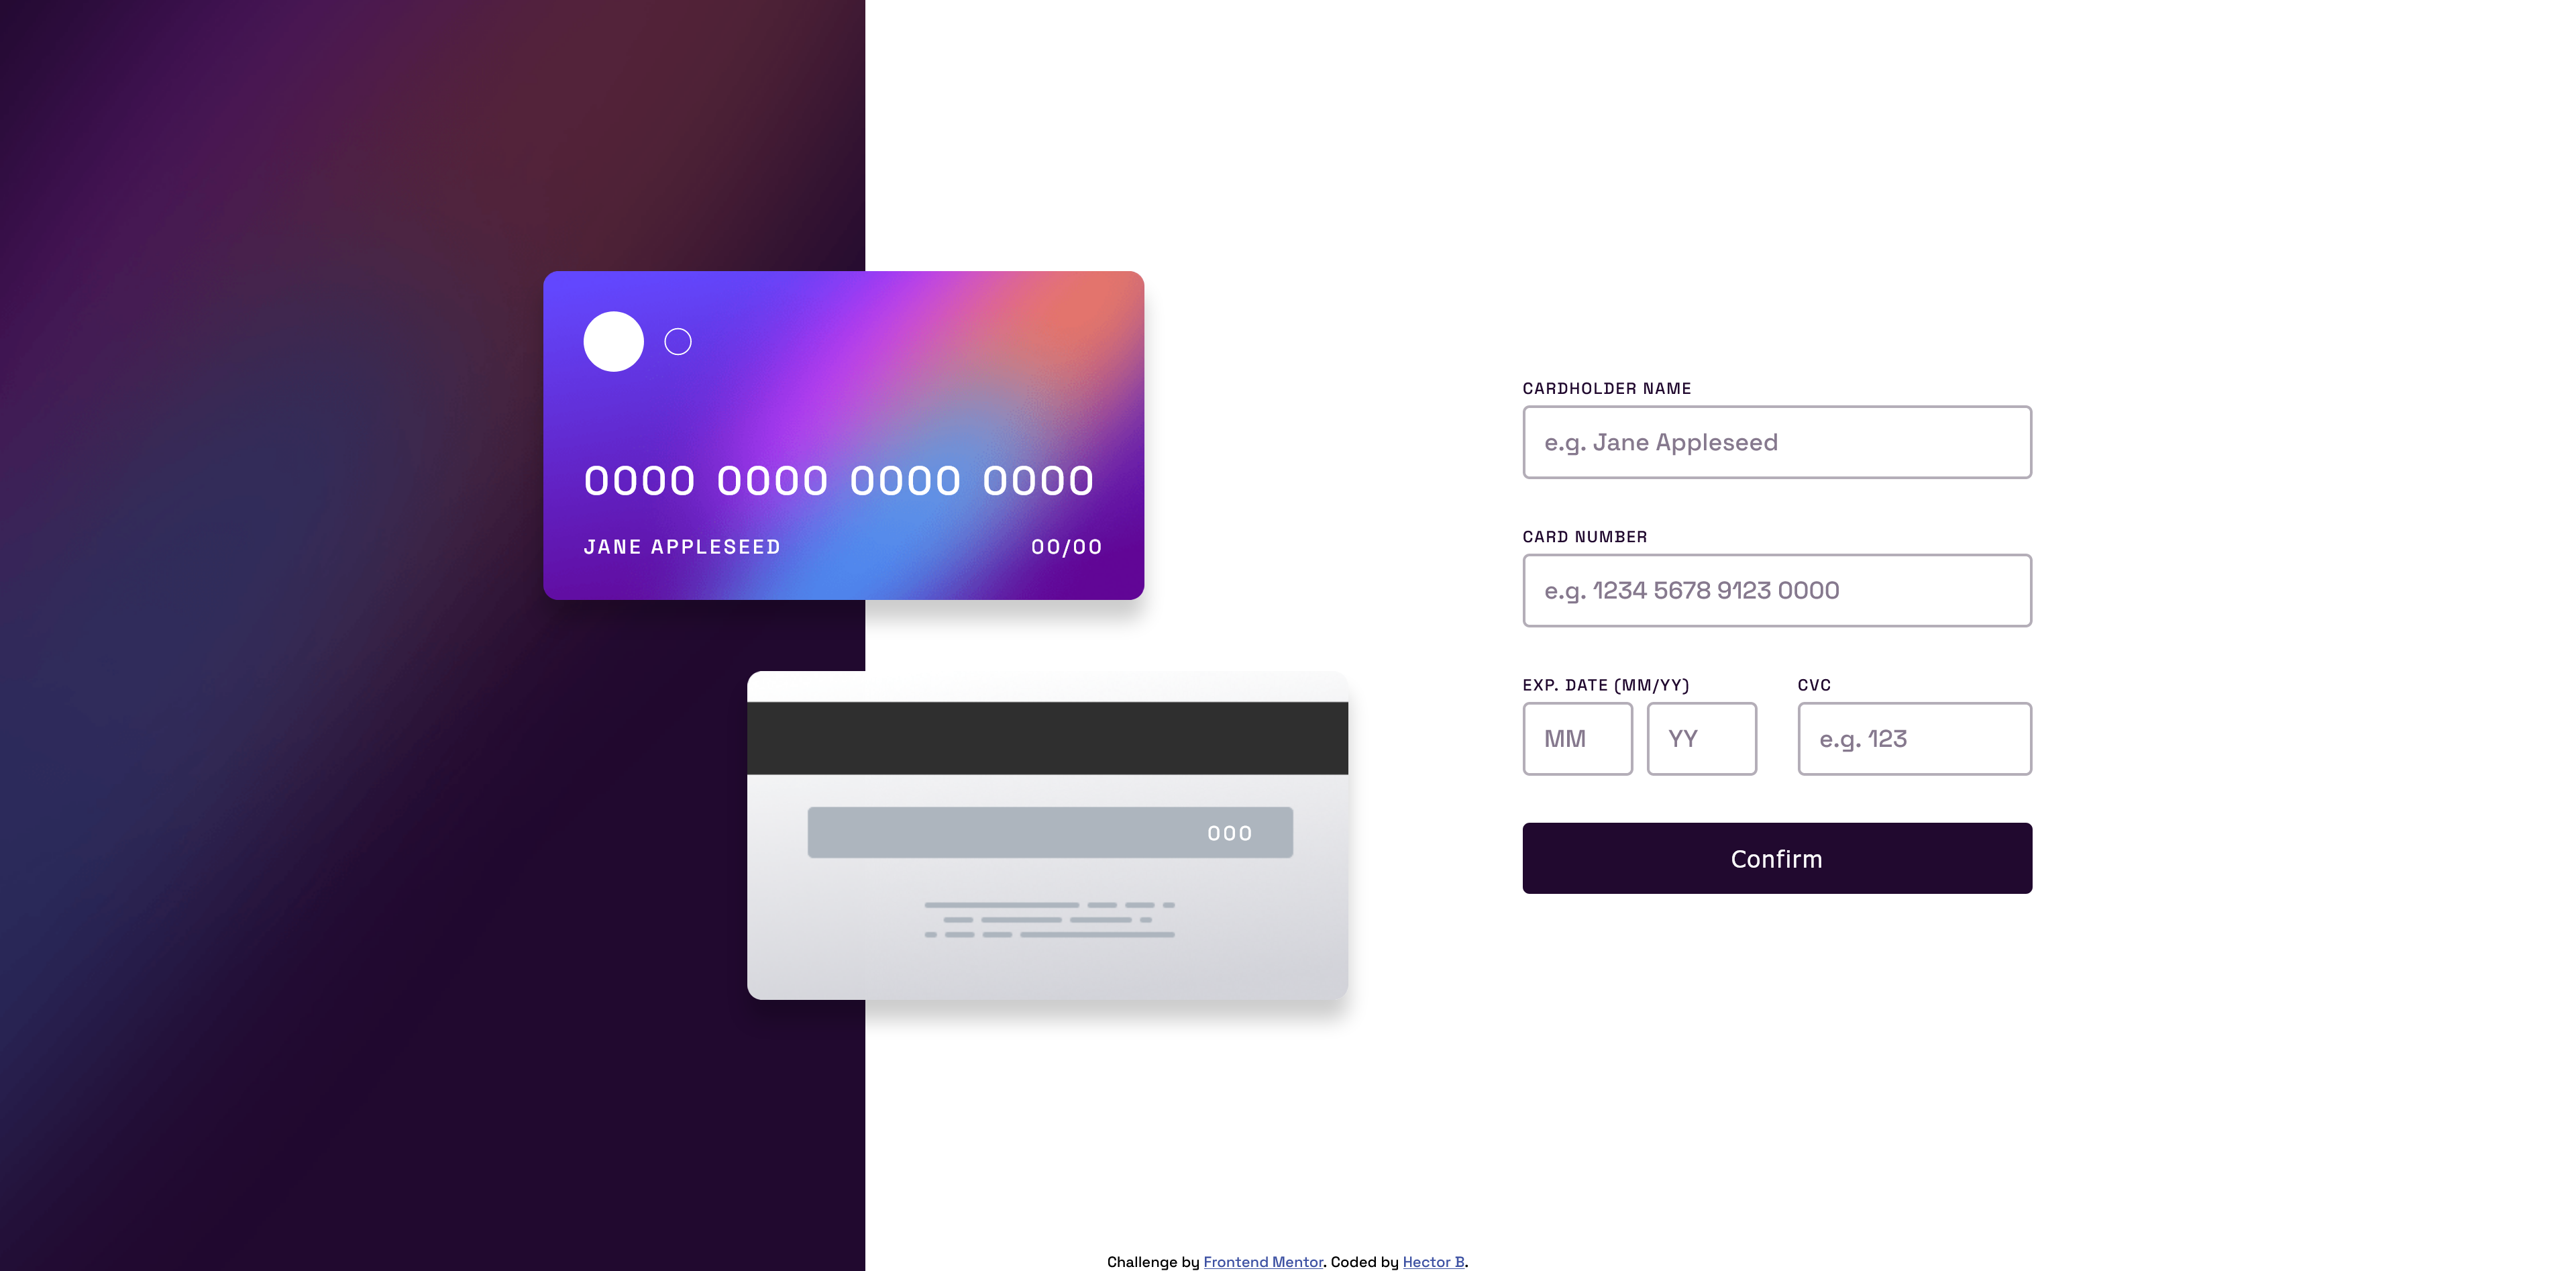 0000 0000 0000 0000
JANE APPLESEED 00/00
000
CARDHOLDER NAME
e.g. Jane Appleseed
CARD NUMBER
e.g. 1234 5678 9123 0000
EXP. DATE (MM/YY) CVC
MM YY e.g. 123
Confirm
Challenge by Frontend Mentor. Coded by Hector B.